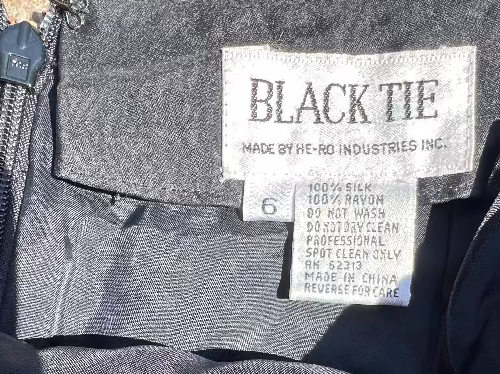 BLACK TIE
MADE BY HE-RO INDUSTRIES INC.
6
100% SILK
100% RAYON
DO NOT WASH
DO NOT DRY CLEAN
PROFESSIONAL
SPOT CLEAN ONLY
RN 62313
MADE IN CHINA
REVERSE FOR CARE